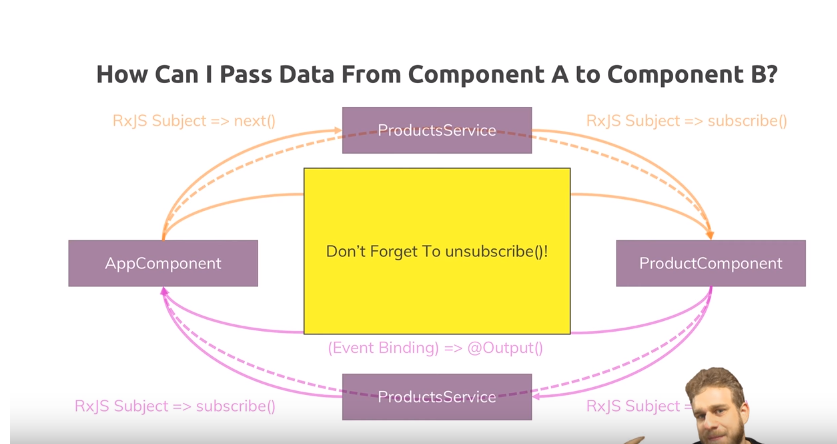 How Can I Pass Data From Component A to Component B?
RxJS Subject => next()
ProductsService
RxJS Subject => subscribe()
AppComponent
Don't Forget To unsubscribe()!
ProductComponent
(Event Binding) => @Output()
RxJS Subject => subscribe()
ProductsService
RxJS Subject